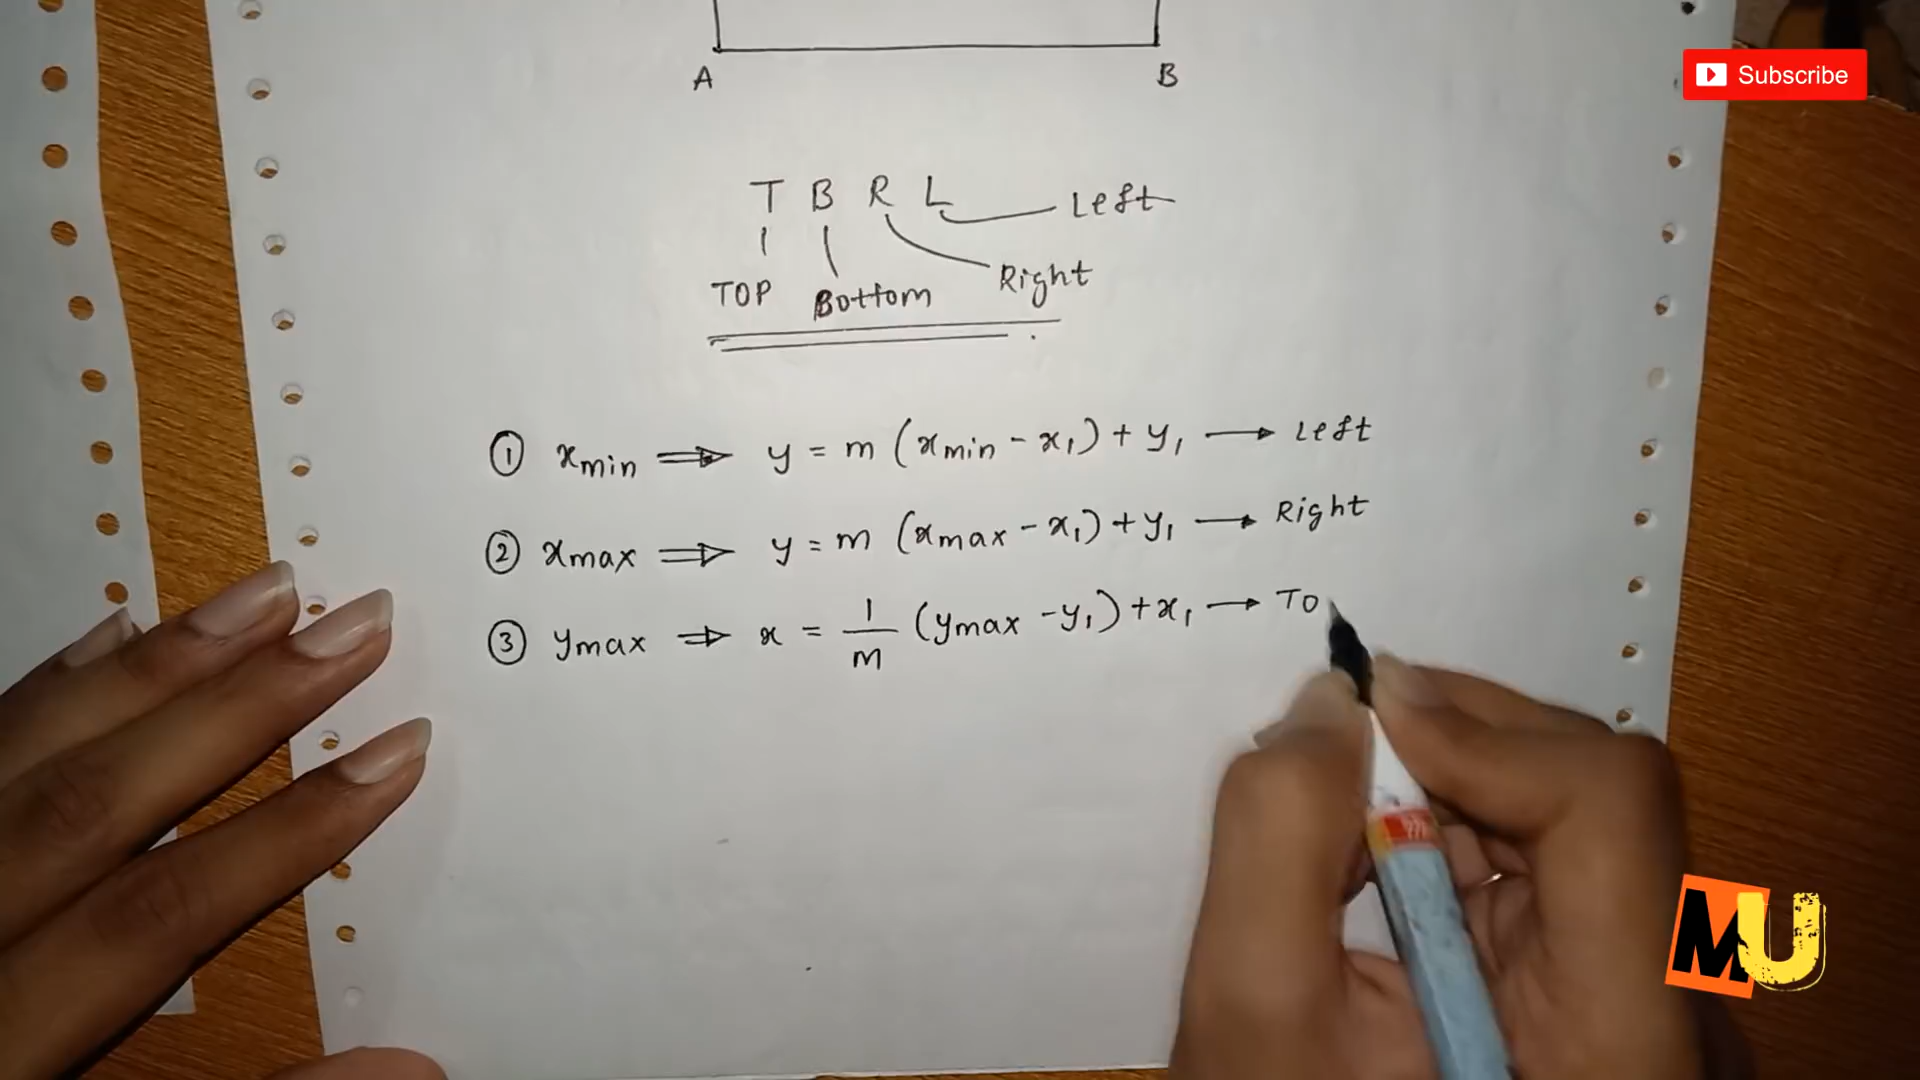 A B
Subscribe
T B R L Left
TOP Bottom Right
① xmin ⟹ y = m (xmin - x₁) + y₁ → Left
② xmax ⟹ y = m (xmax - x₁) + y₁ → Right
③ ymax ⟹ x = 1/m (ymax - y₁) + x₁ → To
MU